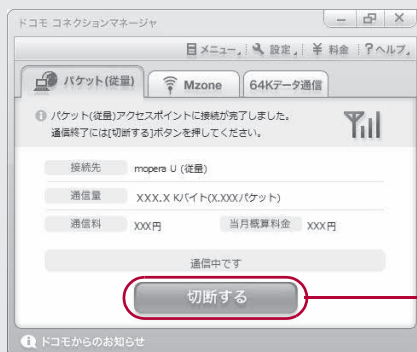 ドコモ コネクションマネージャ
メニュー 設定 ¥ 料金 ?ヘルプ
パケット(従量) Mzone 64Kデータ通信
パケット(従量)アクセスポイントに接続が完了しました。
通信終了には[切断する]ボタンを押してください。
接続先 mopera U (従量)
通信量 XXX.X Kバイト(X,XXXパケット)
通信料 XXX円 当月概算料金 XXX円
通信中です
切断する
ドコモからのお知らせ